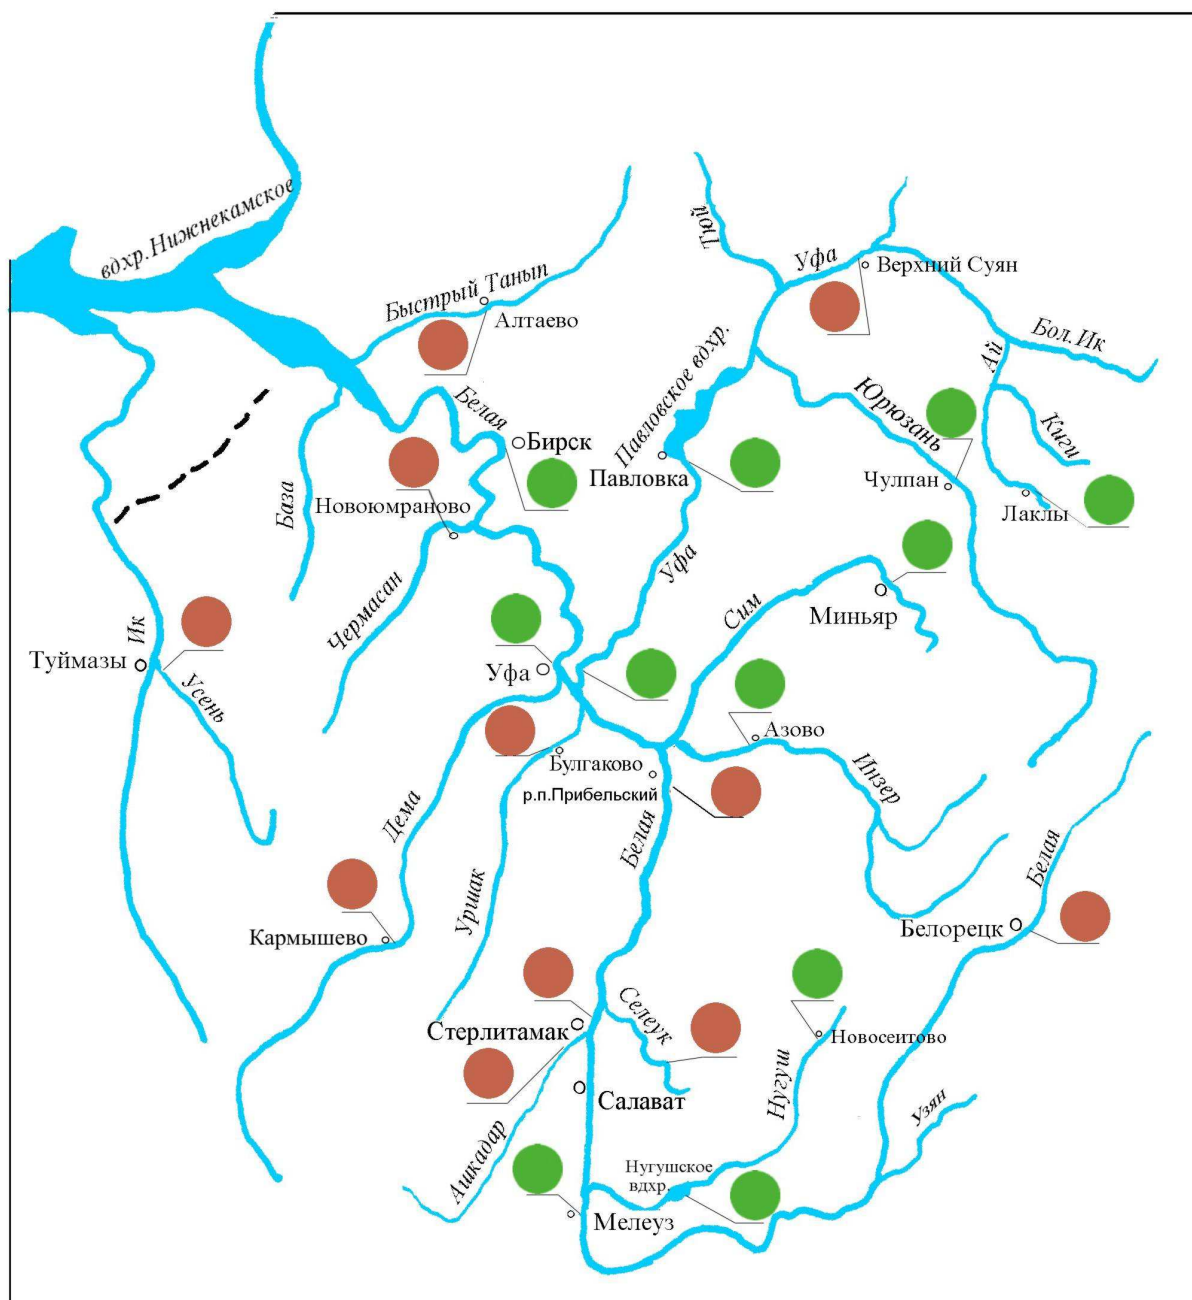 вдхр.Нижнекамское
Тюй
Уфа
Верхний Суян
Быстрый Танып
Алтаево
Бол.Ик
Ай
Павловское вдхр.
Юрюзань
Киги
Белая
Бирск
Павловка
Чулпан
Лаклы
База
Новоюмраново
Уфа
Чермасан
Сим
Миньяр
Ик
Туймазы
Усень
Уфа
Азово
Булгаково
р.п.Прибельский
Инзер
Дема
Белая
Белая
Уршак
Кармышево
Белорецк
Селеук
Стерлитамак
Новосеитово
Нугуш
Салават
Узян
Ашкадар
Нугушское
вдхр.
Мелеуз